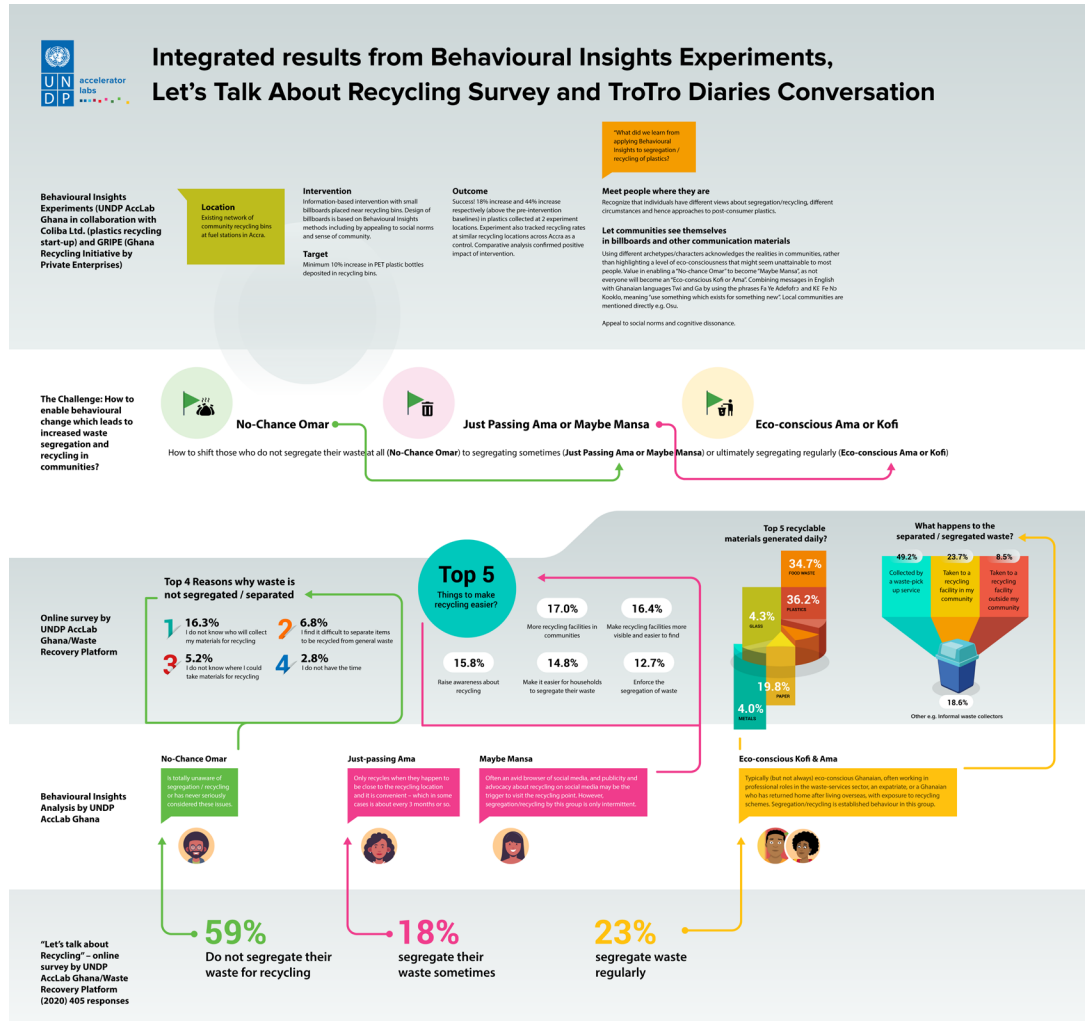 Integrated results from Behavioural Insights Experiments,
Let's Talk About Recycling Survey and TroTro Diaries Conversation
U N
D P
accelerator
labs
"What did we learn from
applying Behavioural
Insights to segregation /
recycling of plastics?
Behavioural Insights
Experiments (UNDP AccLab
Ghana in collaboration with
Coliba Ltd. (plastics recycling
start-up) and GRIPE (Ghana
Recycling Initiative by
Private Enterprises)
Location
Existing network of
community recycling bins
at fuel stations in Accra.
Intervention
Information-based intervention with small
billboards placed near recycling bins. Design of
billboards is based on Behavioural Insights
methods including by appealing to social norms
and sense of community.
Target
Minimum 10% increase in PET plastic bottles
deposited in recycling bins.
Outcome
Success! 18% increase and 44% increase
respectively (above the pre-intervention
baselines) in plastics collected at 2 experiment
locations. Experiment also tracked recycling rates
at similar recycling locations across Accra as a
control. Comparative analysis confirmed positive
impact of intervention.
Meet people where they are
Recognize that individuals have different views about segregation/recycling, different
circumstances and hence approaches to post-consumer plastics.
Let communities see themselves
in billboards and other communication materials
Using different archetypes/characters acknowledges the realities in communities, rather
than highlighting a level of eco-consciousness that might seem unattainable to most
people. Value in enabling a "No-chance Omar" to become "Maybe Mansa", as not
everyone will become an "Eco-conscious Kofi or Ama". Combining messages in English
with Ghanaian languages Twi and Ga by using the phrases Fa Ye Adefofɔ and KƐ Fe Nɔ
Kooklo, meaning "use something which exists for something new". Local communities are
mentioned directly e.g. Osu.
Appeal to social norms and cognitive dissonance.
The Challenge: How to
enable behavioural
change which leads to
increased waste
segregation and
recycling in
communities?
No-Chance Omar
Just Passing Ama or Maybe Mansa
Eco-conscious Ama or Kofi
How to shift those who do not segregate their waste at all (No-Chance Omar) to segregating sometimes (Just Passing Ama or Maybe Mansa) or ultimately segregating regularly (Eco-conscious Ama or Kofi)
Online survey by
UNDP AccLab
Ghana/Waste
Recovery Platform
Top 4 Reasons why waste is
not segregated / separated
1 16.3%
I do not know who will collect
my materials for recycling
2 6.8%
I find it difficult to separate items
to be recycled from general waste
3 5.2%
I do not know where I could
take materials for recycling
4 2.8%
I do not have the time
Top 5
Things to make
recycling easier?
17.0%
More recycling facilities in
communities
16.4%
Make recycling facilities more
visible and easier to find
15.8%
Raise awareness about
recycling
14.8%
Make it easier for households
to segregate their waste
12.7%
Enforce the
segregation of waste
Top 5 recyclable
materials generated daily?
34.7%
FOOD WASTE
36.2%
PLASTICS
4.3%
GLASS
19.8%
PAPER
4.0%
METALS
What happens to the
separated / segregated waste?
49.2%
Collected by
a waste-pick
up service
23.7%
Taken to a
recycling
facility in my
community
8.5%
Taken to a
recycling
facility
outside my
community
18.6%
Other e.g. Informal waste collectors
Behavioural Insights
Analysis by UNDP
AccLab Ghana
No-Chance Omar
Is totally unaware of
segregation / recycling
or has never seriously
considered these issues.
Just-passing Ama
Only recycles when they happen to
be close to the recycling location
and it is convenient – which in some
cases is about every 3 months or so.
Maybe Mansa
Often an avid browser of social media, and publicity and
advocacy about recycling on social media may be the
trigger to visit the recycling point. However,
segregation/recycling by this group is only intermittent.
Eco-conscious Kofi & Ama
Typically (but not always) eco-conscious Ghanaian, often working in
professional roles in the waste-services sector, an expatriate, or a Ghanaian
who has returned home after living overseas, with exposure to recycling
schemes. Segregation/recycling is established behaviour in this group.
"Let's talk about
Recycling" – online
survey by UNDP
AccLab Ghana/Waste
Recovery Platform
(2020) 405 responses
59%
Do not segregate their
waste for recycling
18%
segregate their
waste sometimes
23%
segregate waste
regularly